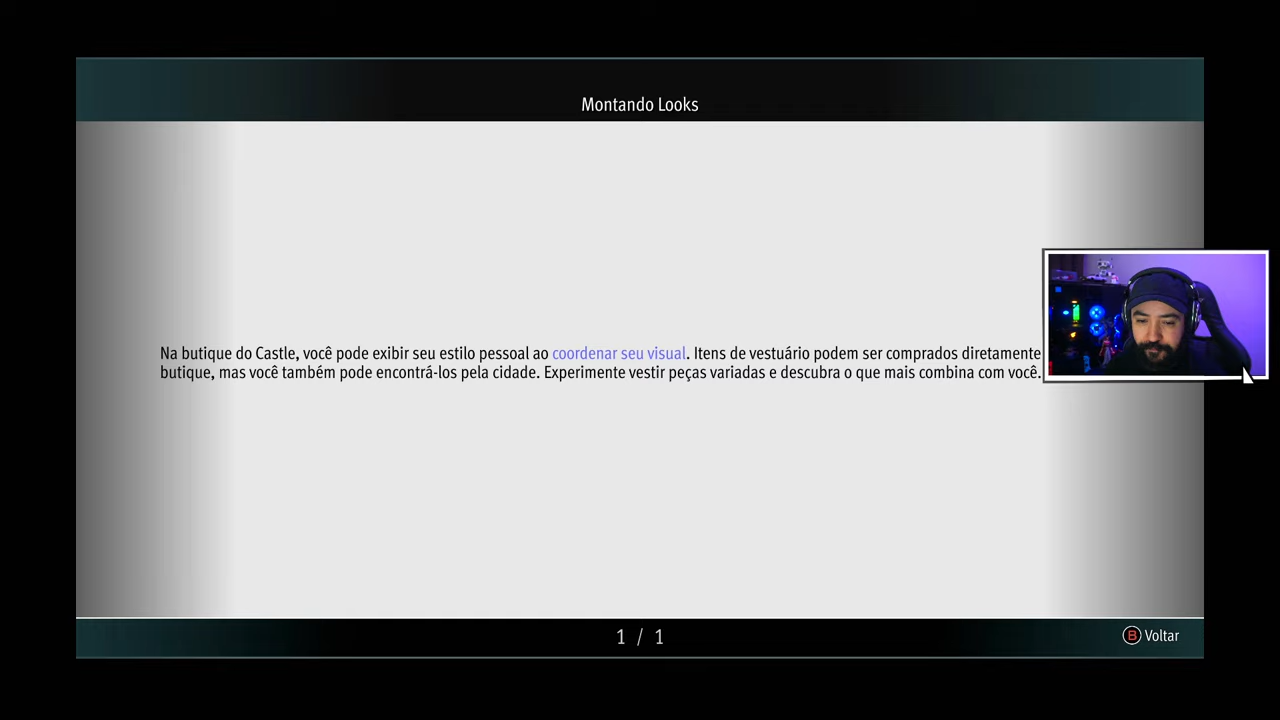 Montando Looks
Na butique do Castle, você pode exibir seu estilo pessoal ao coordenar seu visual. Itens de vestuário podem ser comprados diretamente
butique, mas você também pode encontrá-los pela cidade. Experimente vestir peças variadas e descubra o que mais combina com você.
1 / 1
B Voltar